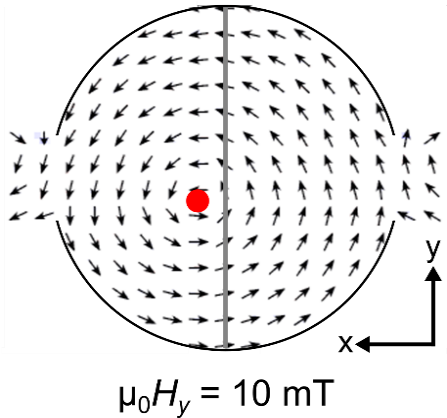 y
x
μ₀Hy = 10 mT